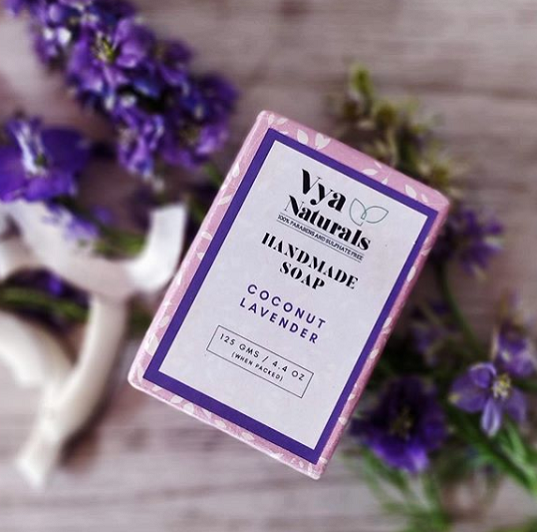 Vya
Naturals
100% PARABENS AND SULPHATE FREE
HANDMADE
SOAP
COCONUT
LAVENDER
125 GMS / 4.4 OZ
(WHEN PACKED)